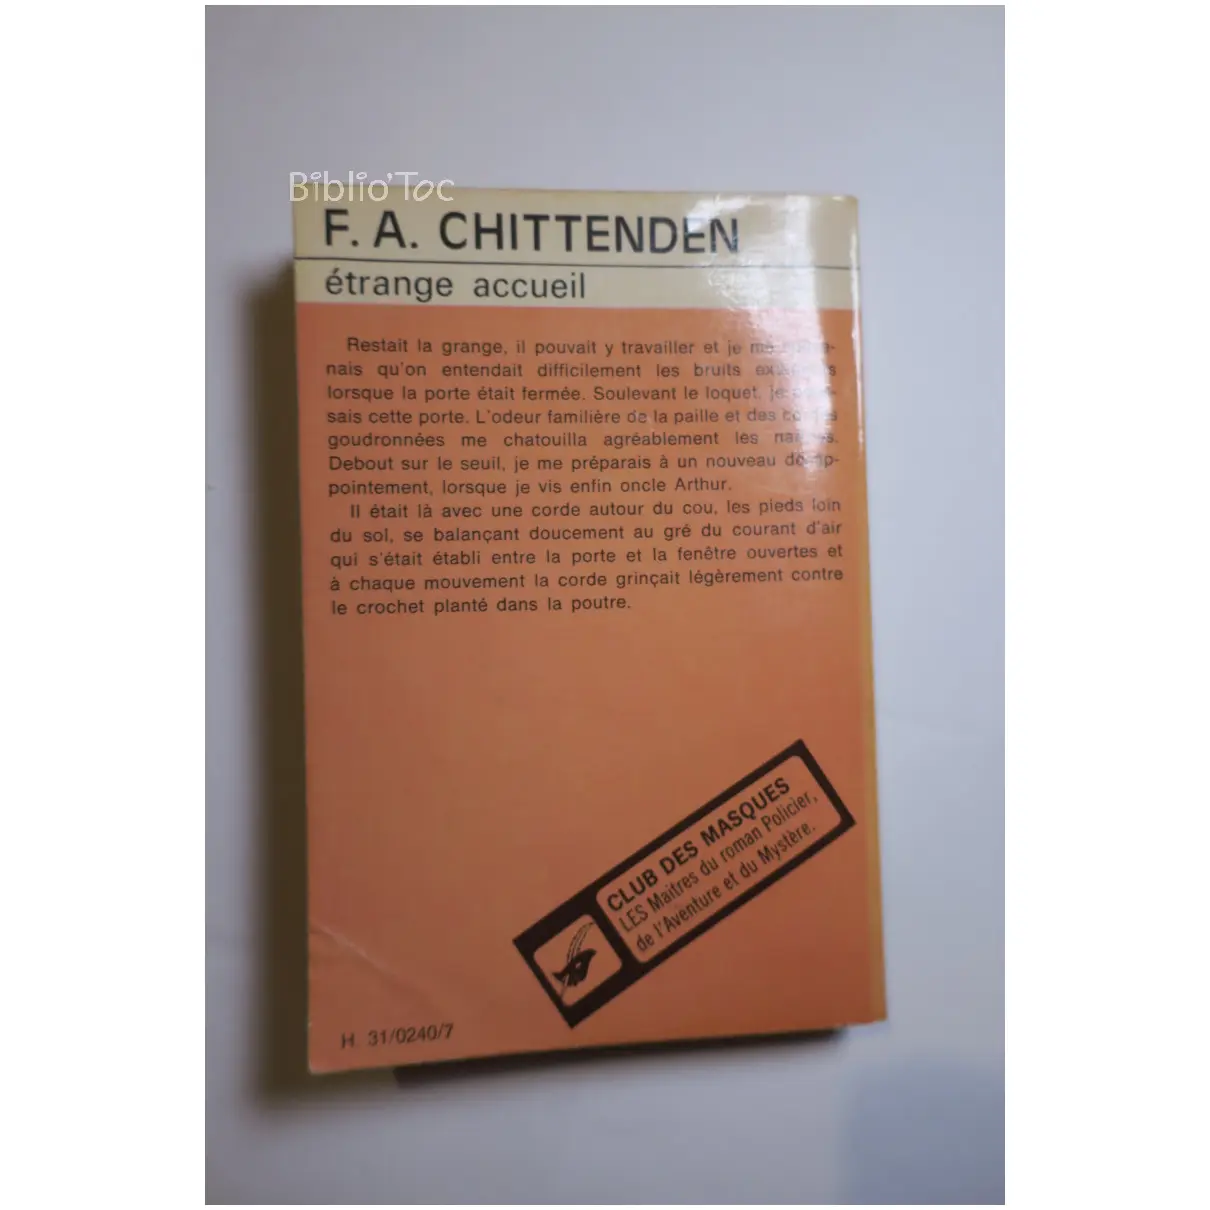 Biblio'Toc
F. A. CHITTENDEN
étrange accueil
Restait la grange, il pouvait y travailler et je me
nais qu'on entendait difficilement les bruits
lorsque la porte était fermée. Soulevant le loquet, je
sais cette porte. L'odeur familière de la paille et des
goudronnées me chatouilla agréablement les narines.
Debout sur le seuil, je me préparais à un nouveau désap-
pointement, lorsque je vis enfin oncle Arthur.
Il était là avec une corde autour du cou, les pieds loin
du sol, se balançant doucement au gré du courant d'air
qui s'était établi entre la porte et la fenêtre ouvertes et
à chaque mouvement la corde grinçait légèrement contre
le crochet planté dans la poutre.
CLUB DES MASQUES
LES Maitres du roman Policier,
de l'Aventure et du Mystère.
H 31/0240/7